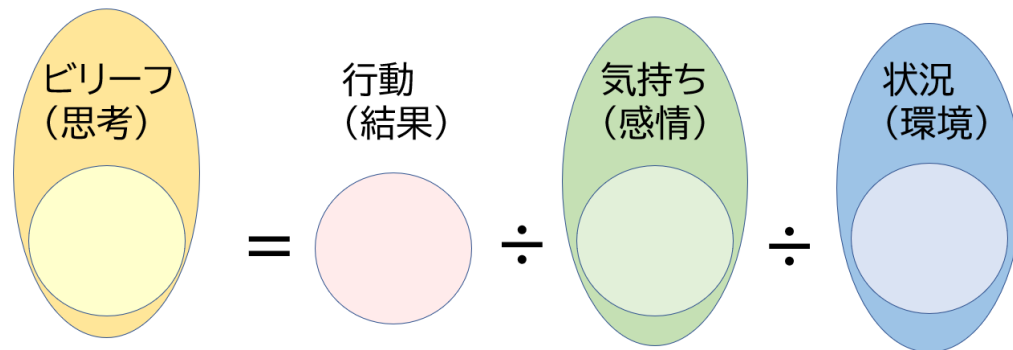 ビリーフ
（思考）
行動
（結果）
気持ち
（感情）
状況
（環境）
＝
÷
÷